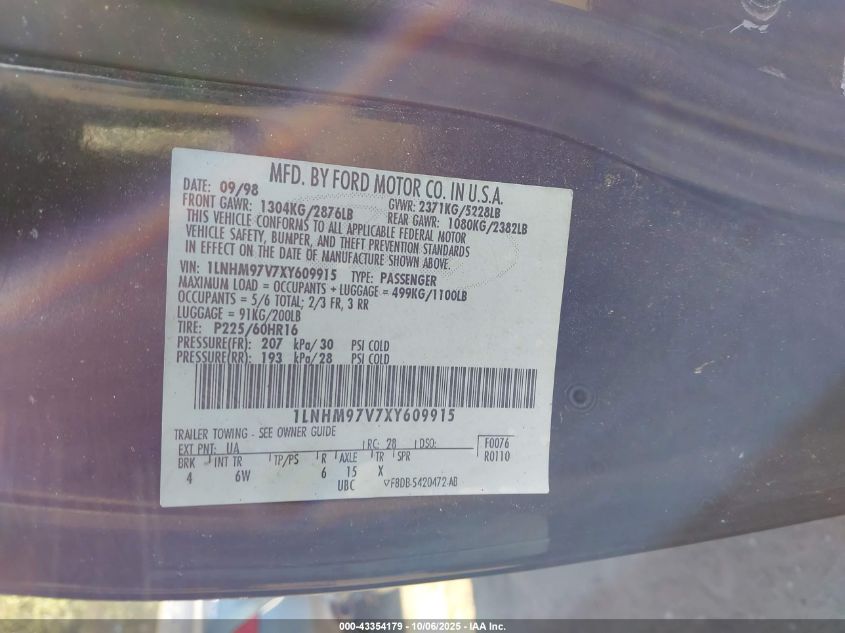 MFD. BY FORD MOTOR CO. IN U.S.A.
DATE: 09/98
GVWR: 2371KG/5228LB
FRONT GAWR: 1304KG/2876LB
REAR GAWR: 1080KG/2382LB
THIS VEHICLE CONFORMS TO ALL APPLICABLE FEDERAL MOTOR
VEHICLE SAFETY, BUMPER, AND THEFT PREVENTION STANDARDS
IN EFFECT ON THE DATE OF MANUFACTURE SHOWN ABOVE.
VIN: 1LNHM97V7XY609915 TYPE: PASSENGER
MAXIMUM LOAD = OCCUPANTS + LUGGAGE = 499KG/1100LB
OCCUPANTS = 5/6 TOTAL; 2/3 FR, 3 RR
LUGGAGE = 91KG/200LB
TIRE: P225/60HR16
PRESSURE(FR): 207 kPa/30 PSI COLD
PRESSURE(RR): 193 kPa/28 PSI COLD
1LNHM97V7XY609915
TRAILER TOWING - SEE OWNER GUIDE
EXT PNT: UA RC: 28 DSO: F0076
BRK INT TR TP/PS R AXLE TR SPR R0110
4 6W 6 15 X
UBC F8DB-5420472-AB
000-43354179 - 10/06/2025 - IAA Inc.